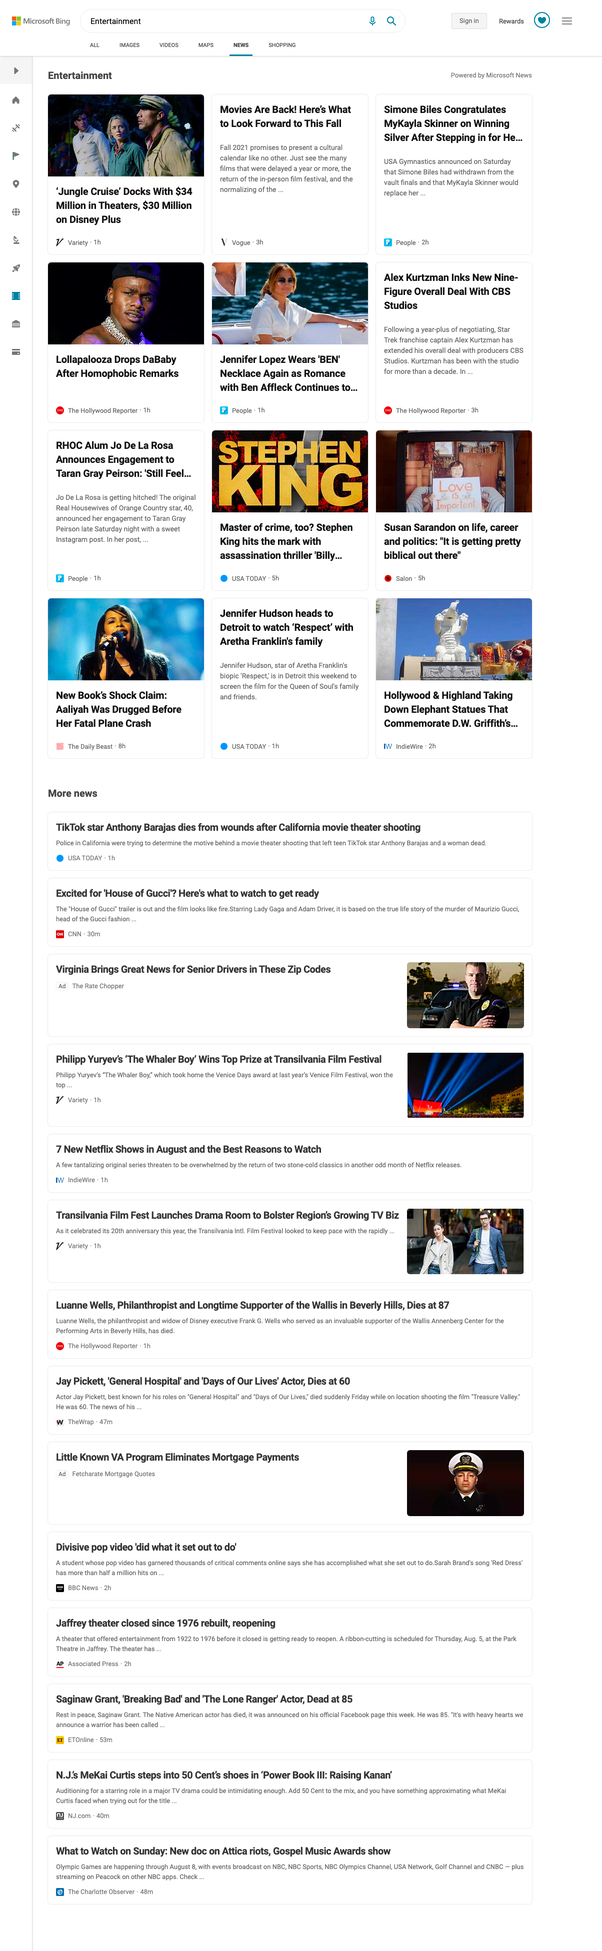 Microsoft Bing
Entertainment
Sign in
Rewards
ALL
IMAGES
VIDEOS
MAPS
NEWS
SHOPPING
Entertainment
Powered by Microsoft News
'Jungle Cruise' Docks With $34
Million in Theaters, $30 Million
on Disney Plus
Variety · 1h
Movies Are Back! Here's What
to Look Forward to This Fall
Fall 2021 promises to present a cultural
calendar like no other. Just see the many
films that were delayed a year or more, the
return of the in-person film festival, and the
normalizing of the ...
Vogue · 3h
Simone Biles Congratulates
MyKayla Skinner on Winning
Silver After Stepping in for He...
USA Gymnastics announced on Saturday
that Simone Biles had withdrawn from the
vault finals and that MyKayla Skinner would
replace her ...
People · 2h
Lollapalooza Drops DaBaby
After Homophobic Remarks
The Hollywood Reporter · 1h
Jennifer Lopez Wears 'BEN'
Necklace Again as Romance
with Ben Affleck Continues to...
People · 1h
Alex Kurtzman Inks New Nine-
Figure Overall Deal With CBS
Studios
Following a year-plus of negotiating, Star
Trek franchise captain Alex Kurtzman has
extended his overall deal with producers CBS
Studios. Kurtzman has been with the studio
for more than a decade. In ...
The Hollywood Reporter · 3h
RHOC Alum Jo De La Rosa
Announces Engagement to
Taran Gray Peirson: 'Still Feel...
Jo De La Rosa is getting hitched! The original
Real Housewives of Orange Country star, 40,
announced her engagement to Taran Gray
Peirson late Saturday night with a sweet
Instagram post. In her post, ...
People · 1h
STEPHEN
KING
Master of crime, too? Stephen
King hits the mark with
assassination thriller 'Billy...
USA TODAY · 5h
Love
is
Important
Susan Sarandon on life, career
and politics: "It is getting pretty
biblical out there"
Salon · 5h
New Book's Shock Claim:
Aaliyah Was Drugged Before
Her Fatal Plane Crash
The Daily Beast · 8h
Jennifer Hudson heads to
Detroit to watch 'Respect' with
Aretha Franklin's family
Jennifer Hudson, star of Aretha Franklin's
biopic 'Respect,' is in Detroit this weekend to
screen the film for the Queen of Soul's family
and friends.
USA TODAY · 1h
Hollywood & Highland Taking
Down Elephant Statues That
Commemorate D.W. Griffith's...
IndieWire · 2h
More news
TikTok star Anthony Barajas dies from wounds after California movie theater shooting
Police in California were trying to determine the motive behind a movie theater shooting that left teen TikTok star Anthony Barajas and a woman dead.
USA TODAY · 1h
Excited for 'House of Gucci'? Here's what to watch to get ready
The "House of Gucci" trailer is out and the film looks like fire.Starring Lady Gaga and Adam Driver, it is based on the true life story of the murder of Maurizio Gucci,
head of the Gucci fashion ...
CNN · 30m
Virginia Brings Great News for Senior Drivers in These Zip Codes
Ad The Rate Chopper
Philipp Yuryev's 'The Whaler Boy' Wins Top Prize at Transilvania Film Festival
Philipp Yuryev's "The Whaler Boy," which took home the Venice Days award at last year's Venice Film Festival, won the
top ...
Variety · 1h
7 New Netflix Shows in August and the Best Reasons to Watch
A few tantalizing original series threaten to be overwhelmed by the return of two stone-cold classics in another odd month of Netflix releases.
IndieWire · 1h
Transilvania Film Fest Launches Drama Room to Bolster Region's Growing TV Biz
As it celebrated its 20th anniversary this year, the Transilvania Intl. Film Festival looked to keep pace with the rapidly ...
Variety · 1h
Luanne Wells, Philanthropist and Longtime Supporter of the Wallis in Beverly Hills, Dies at 87
Luanne Wells, the philanthropist and widow of Disney executive Frank G. Wells who served as an invaluable supporter of the Wallis Annenberg Center for the
Performing Arts in Beverly Hills, has died.
The Hollywood Reporter · 1h
Jay Pickett, 'General Hospital' and 'Days of Our Lives' Actor, Dies at 60
Actor Jay Pickett, best known for his roles on "General Hospital" and "Days of Our Lives," died suddenly Friday while on location shooting the film "Treasure Valley."
He was 60. The news of his ...
TheWrap · 47m
Little Known VA Program Eliminates Mortgage Payments
Ad Fetcharate Mortgage Quotes
Divisive pop video 'did what it set out to do'
A student whose pop video has garnered thousands of critical comments online says she has accomplished what she set out to do.Sarah Brand's song 'Red Dress'
has more than half a million hits on ...
BBC News · 2h
Jaffrey theater closed since 1976 rebuilt, reopening
A theater that offered entertainment from 1922 to 1976 before it closed is getting ready to reopen. A ribbon-cutting is scheduled for Thursday, Aug. 5, at the Park
Theatre in Jaffrey. The theater has ...
Associated Press · 2h
Saginaw Grant, 'Breaking Bad' and 'The Lone Ranger' Actor, Dead at 85
Rest in peace, Saginaw Grant. The Native American actor has died, it was announced on his official Facebook page this week. He was 85. "It's with heavy hearts we
announce a warrior has been called ...
ETOnline · 53m
N.J.'s MeKai Curtis steps into 50 Cent's shoes in 'Power Book III: Raising Kanan'
Auditioning for a starring role in a major TV drama could be intimidating enough. Add 50 Cent to the mix, and you have something approximating what MeKai
Curtis faced when trying out for the title ...
NJ.com · 40m
What to Watch on Sunday: New doc on Attica riots, Gospel Music Awards show
Olympic Games are happening through August 8, with events broadcast on NBC, NBC Sports, NBC Olympics Channel, USA Network, Golf Channel and CNBC — plus
streaming on Peacock on other NBC apps. Check ...
The Charlotte Observer · 48m